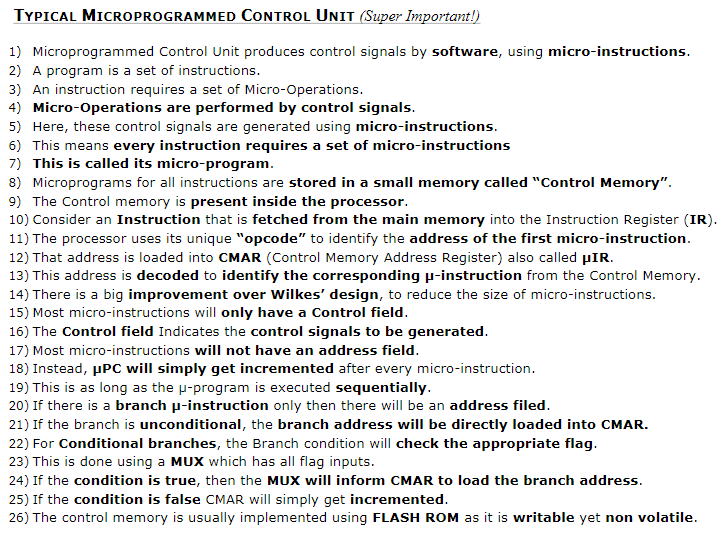 TYPICAL MICROPROGRAMMED CONTROL UNIT (Super Important!)
1) Microprogrammed Control Unit produces control signals by software, using micro-instructions.
2) A program is a set of instructions.
3) An instruction requires a set of Micro-Operations.
4) Micro-Operations are performed by control signals.
5) Here, these control signals are generated using micro-instructions.
6) This means every instruction requires a set of micro-instructions
7) This is called its micro-program.
8) Microprograms for all instructions are stored in a small memory called “Control Memory”.
9) The Control memory is present inside the processor.
10) Consider an Instruction that is fetched from the main memory into the Instruction Register (IR).
11) The processor uses its unique “opcode” to identify the address of the first micro-instruction.
12) That address is loaded into CMAR (Control Memory Address Register) also called µIR.
13) This address is decoded to identify the corresponding µ-instruction from the Control Memory.
14) There is a big improvement over Wilkes’ design, to reduce the size of micro-instructions.
15) Most micro-instructions will only have a Control field.
16) The Control field Indicates the control signals to be generated.
17) Most micro-instructions will not have an address field.
18) Instead, µPC will simply get incremented after every micro-instruction.
19) This is as long as the µ-program is executed sequentially.
20) If there is a branch µ-instruction only then there will be an address filed.
21) If the branch is unconditional, the branch address will be directly loaded into CMAR.
22) For Conditional branches, the Branch condition will check the appropriate flag.
23) This is done using a MUX which has all flag inputs.
24) If the condition is true, then the MUX will inform CMAR to load the branch address.
25) If the condition is false CMAR will simply get incremented.
26) The control memory is usually implemented using FLASH ROM as it is writable yet non volatile.